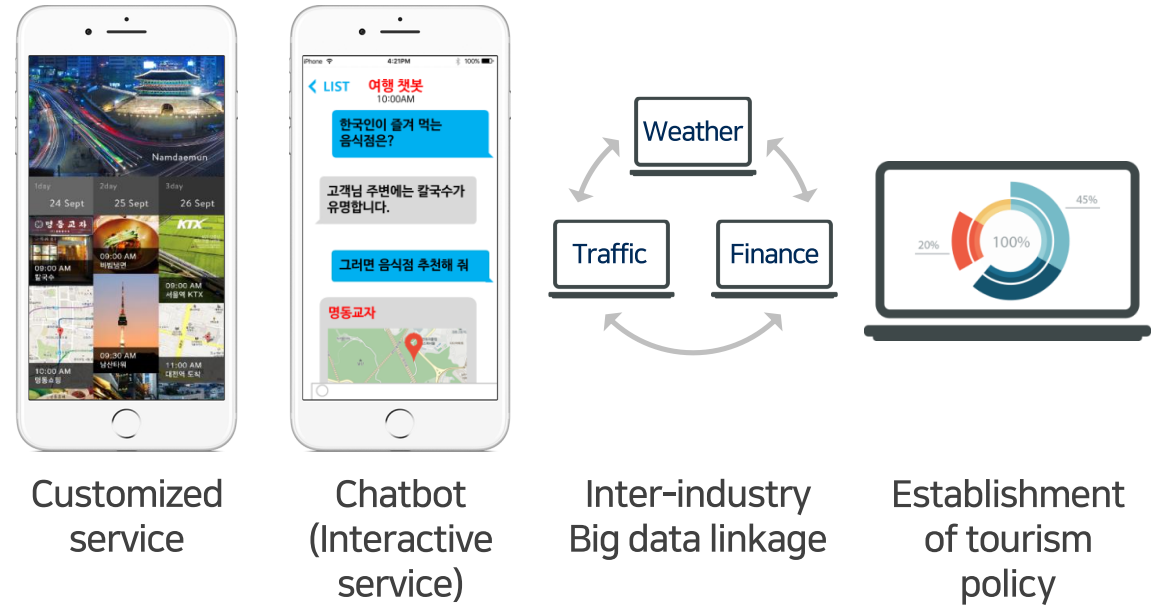 Namdaemun
1day
2day
3day
24 Sept
25 Sept
26 Sept
명동교자
KTX
09:00 AM
칼국수
09:00 AM
비빔냉면
09:00 AM
서울역 KTX
09:30 AM
남산타워
10:00 AM
명동쇼핑
11:00 AM
대전역 도착
iPhone
4:21PM
100%
LIST
여행 챗봇
10:00AM
한국인이 즐겨 먹는
음식점은?
고객님 주변에는 칼국수가
유명합니다.
그러면 음식점 추천해 줘
명동교자
Weather
Traffic
Finance
45%
20%
100%
Customized
service
Chatbot
(Interactive
service)
Inter-industry
Big data linkage
Establishment
of tourism
policy